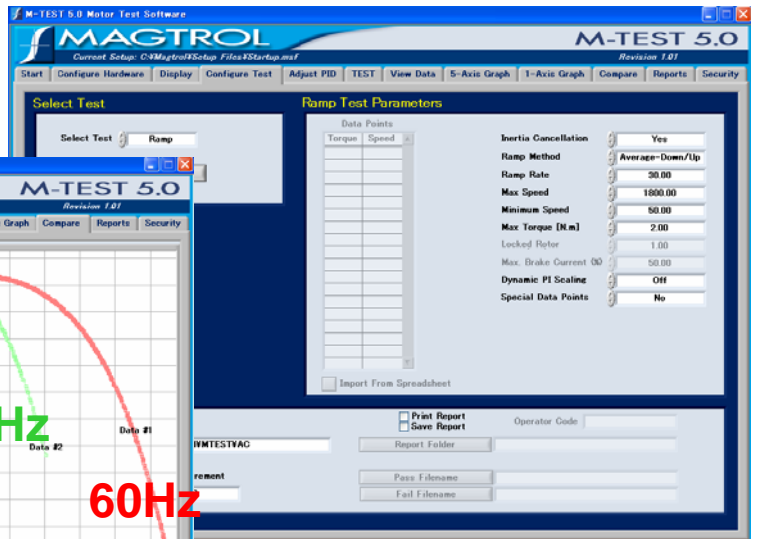 M-TEST 5.0 Motor Test Software
MAGTROL
M-TEST 5.0
Current Setup: C:¥Magtrol¥Setup Files¥Startup.msf
Revision 1.01
Start Configure Hardware Display Configure Test Adjust PID TEST View Data 5-Axis Graph 1-Axis Graph Compare Reports Security
Select Test
Select Test Ramp
Ramp Test Parameters
Data Points
Torque Speed
Inertia Cancellation Yes
Ramp Method Average-Down/Up
Ramp Rate 30.00
Max Speed 1800.00
Minimum Speed 50.00
Max Torque [N.m] 2.00
Locked Rotor 1.00
Max. Brake Current (%) 50.00
Dynamic PI Scaling Off
Special Data Points No
Import From Spreadsheet
Print Report
Save Report
Operator Code
¥MTEST¥AC
Report Folder
rement
Pass Filename
Fail Filename
M-TEST 5.0
Revision 1.01
Graph Compare Reports Security
Hz
Data #1
Data #2
60Hz